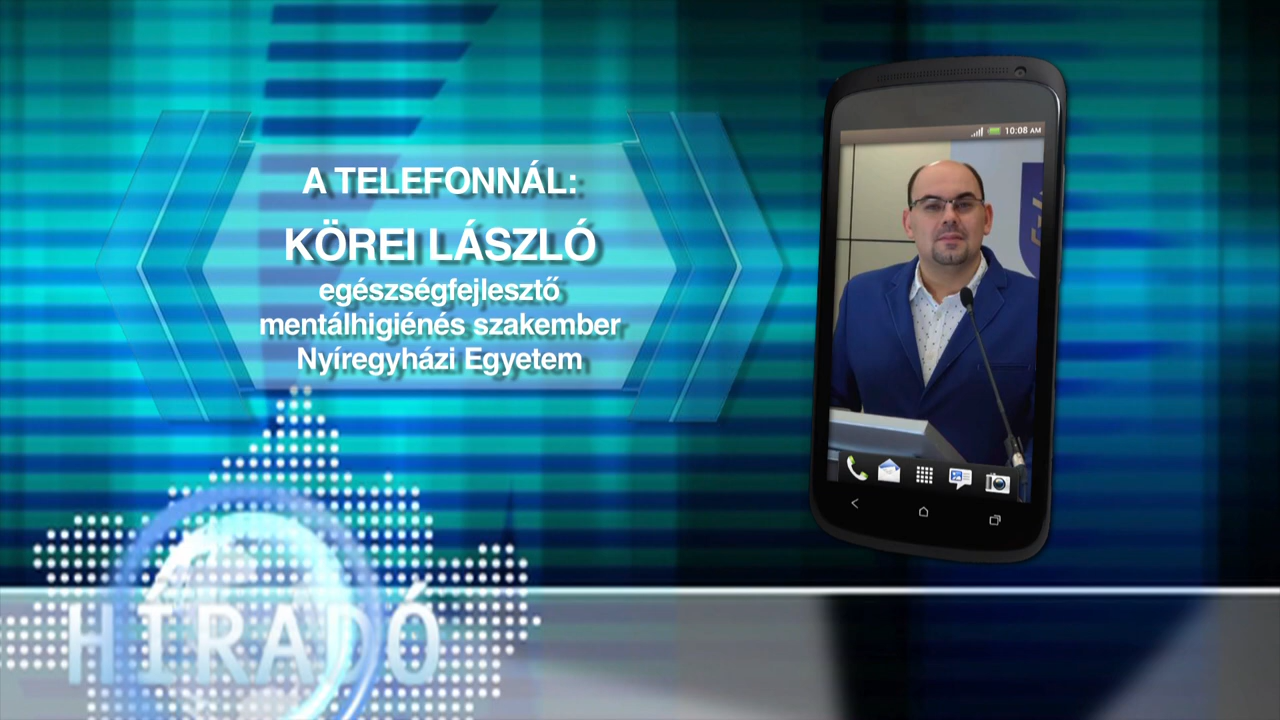 A TELEFONNÁL:
KÖREI LÁSZLÓ
egészségfejlesztő
mentálhigiénés szakember
Nyíregyházi Egyetem
10:08 AM
HÍRADÓ